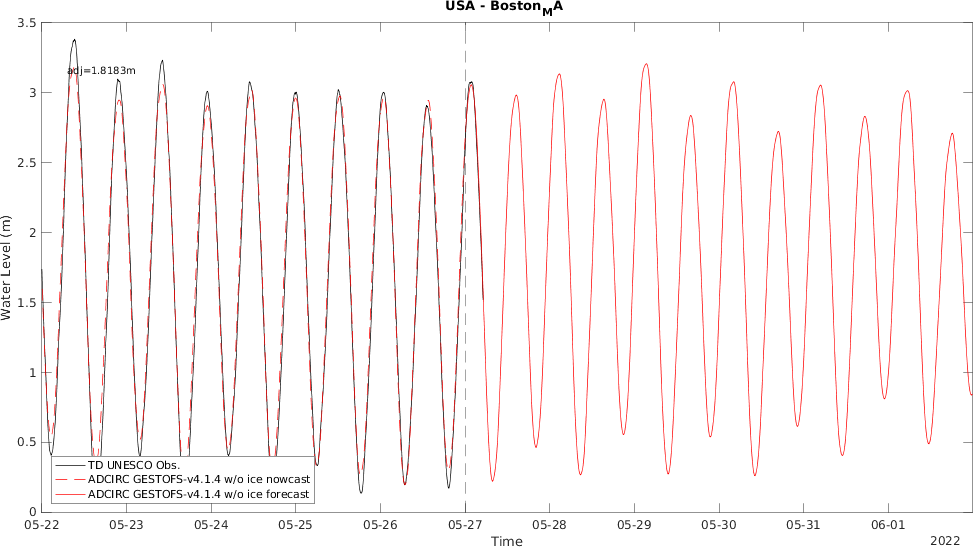 USA - Boston_MA
3.5
adj=1.8183m
3
2.5
2
1.5
1
0.5
0
Water Level (m)
TD UNESCO Obs.
ADCIRC GESTOFS-v4.1.4 w/o ice nowcast
ADCIRC GESTOFS-v4.1.4 w/o ice forecast
05-22 05-23 05-24 05-25 05-26 05-27 05-28 05-29 05-30 05-31 06-01
Time
2022